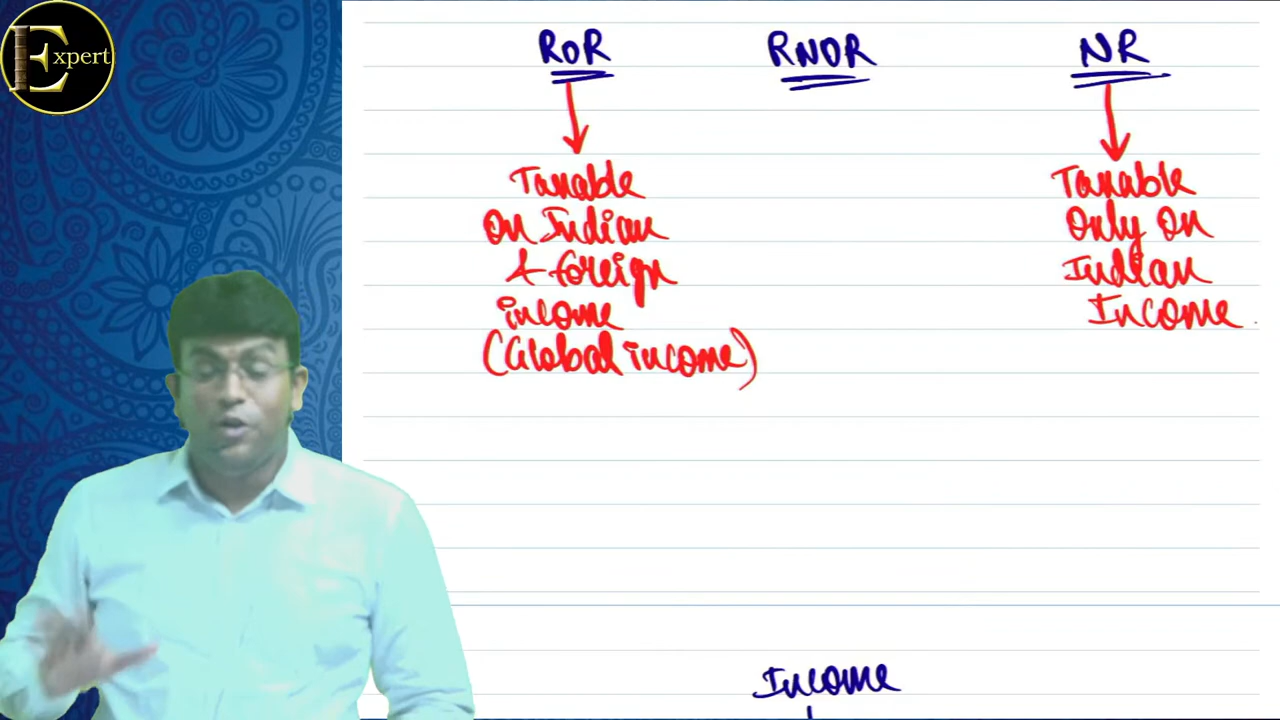 Expert
ROR RNOR NR
Taxable
On Indian
& foreign
income
(Global income)
Taxable
Only on
Indian
Income
Income